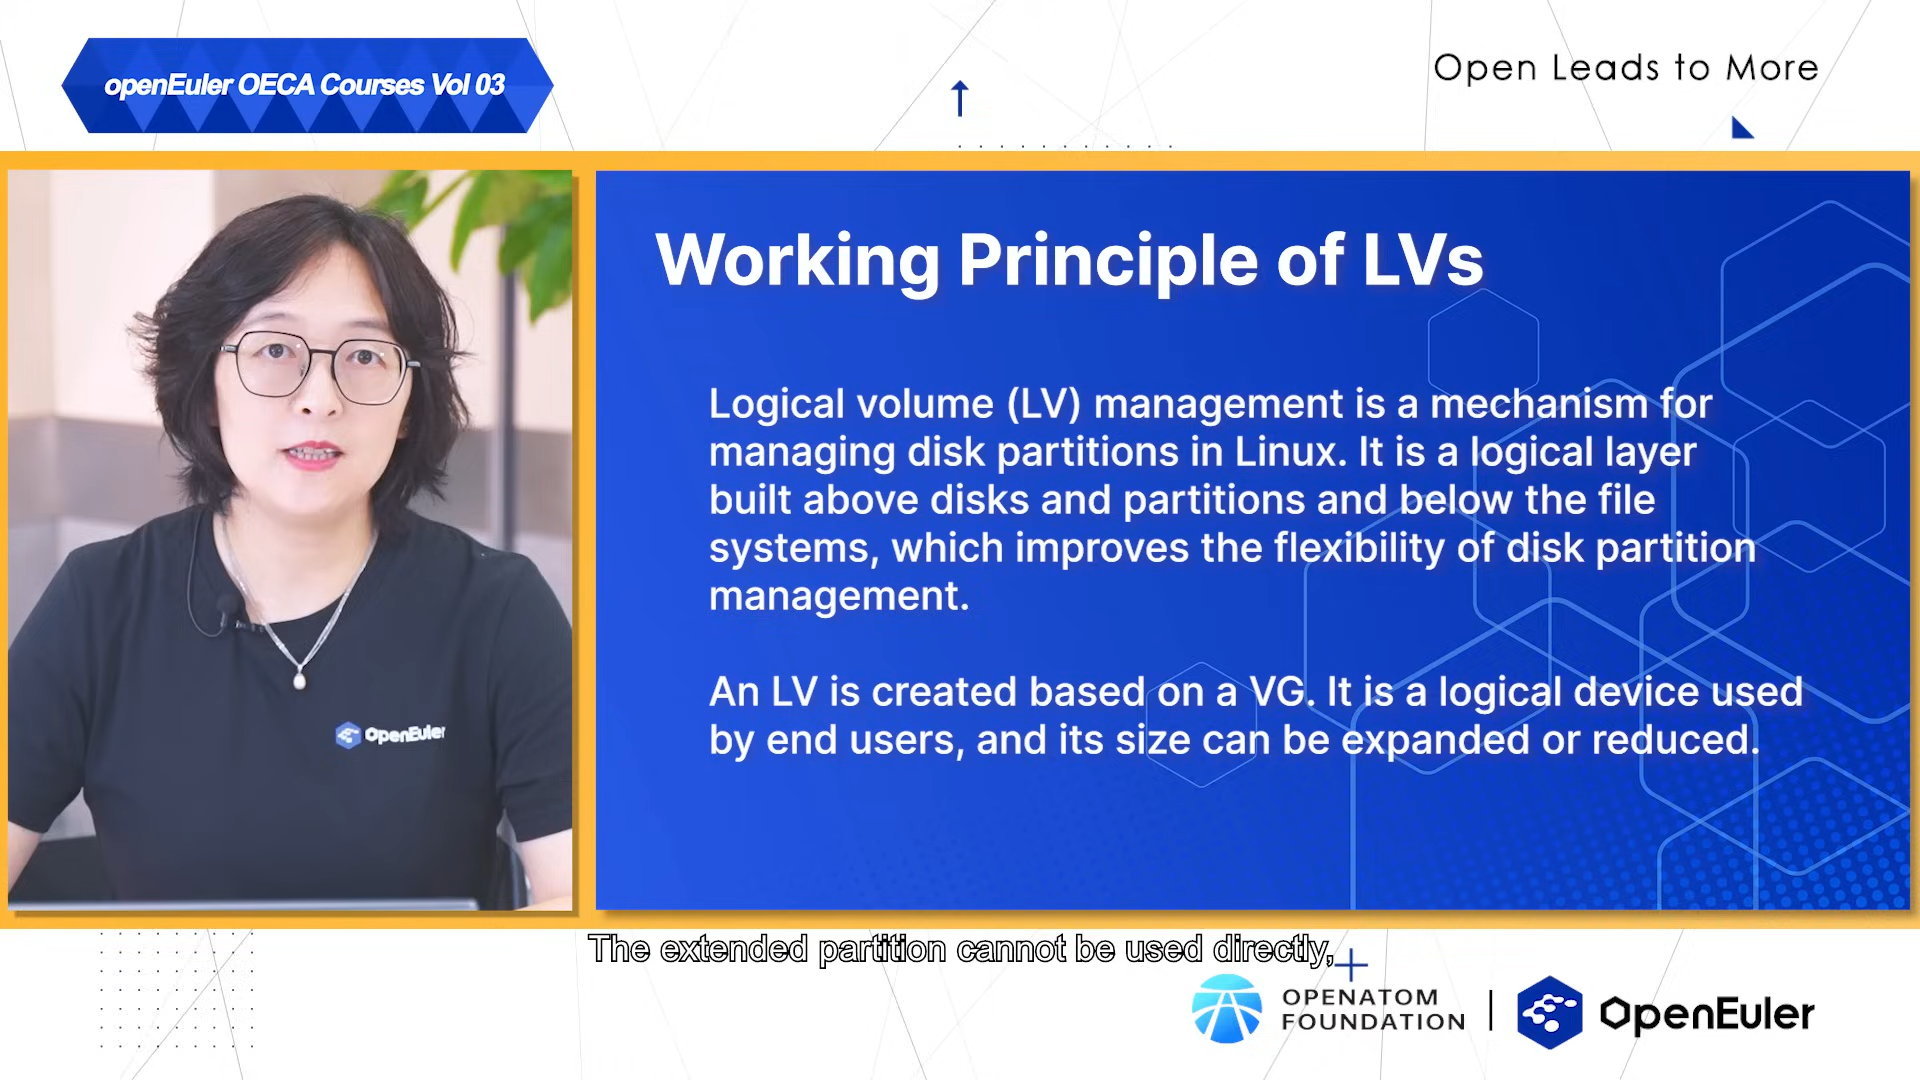 openEuler OECA Courses Vol 03
Open Leads to More
Working Principle of LVs
Logical volume (LV) management is a mechanism for
managing disk partitions in Linux. It is a logical layer
built above disks and partitions and below the file
systems, which improves the flexibility of disk partition
management.
An LV is created based on a VG. It is a logical device used
by end users, and its size can be expanded or reduced.
OpenEuler
The extended partition cannot be used directly,
OPENATOM
FOUNDATION
OpenEuler